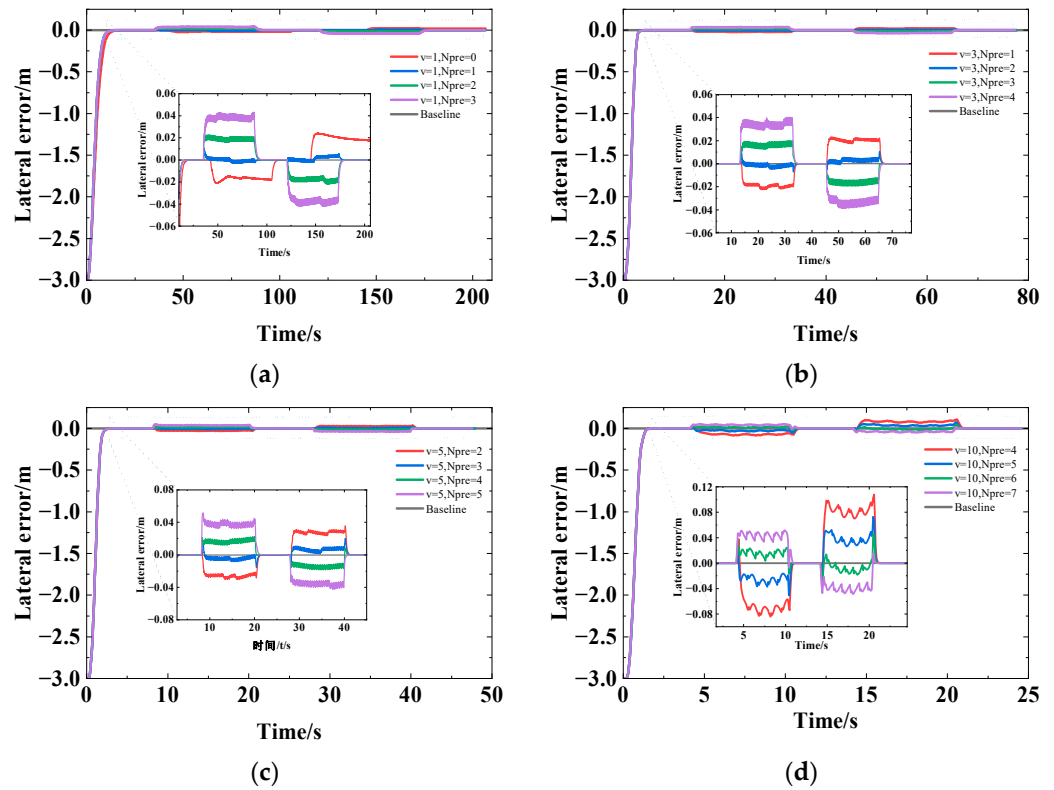 0.0
−0.5
−1.0
−1.5
−2.0
−2.5
−3.0
Lateral error/m
0 50 100 150 200
Time/s
v=1,Npre=0
v=1,Npre=1
v=1,Npre=2
v=1,Npre=3
Baseline
0.06
0.04
0.02
0.00
−0.02
−0.04
−0.06
Lateral error/m
50 100 150 200
Time/s
(a)
0.0
−0.5
−1.0
−1.5
−2.0
−2.5
−3.0
Lateral error/m
0 20 40 60 80
Time/s
v=3,Npre=1
v=3,Npre=2
v=3,Npre=3
v=3,Npre=4
Baseline
0.06
0.04
0.02
0.00
−0.02
−0.04
−0.06
Lateral error/m
10 20 30 40 50 60 70
Time/s
(b)
0.0
−0.5
−1.0
−1.5
−2.0
−2.5
−3.0
Lateral error/m
0 10 20 30 40 50
Time/s
v=5,Npre=2
v=5,Npre=3
v=5,Npre=4
v=5,Npre=5
Baseline
0.08
0.04
0.00
−0.04
−0.08
Lateral error/m
10 20 30 40
时间/t/s
(c)
0.0
−0.5
−1.0
−1.5
−2.0
−2.5
−3.0
Lateral error/m
0 5 10 15 20 25
Time/s
v=10,Npre=4
v=10,Npre=5
v=10,Npre=6
v=10,Npre=7
Baseline
0.12
0.08
0.04
0.00
−0.04
−0.08
Lateral error/m
5 10 15 20
Time/s
(d)